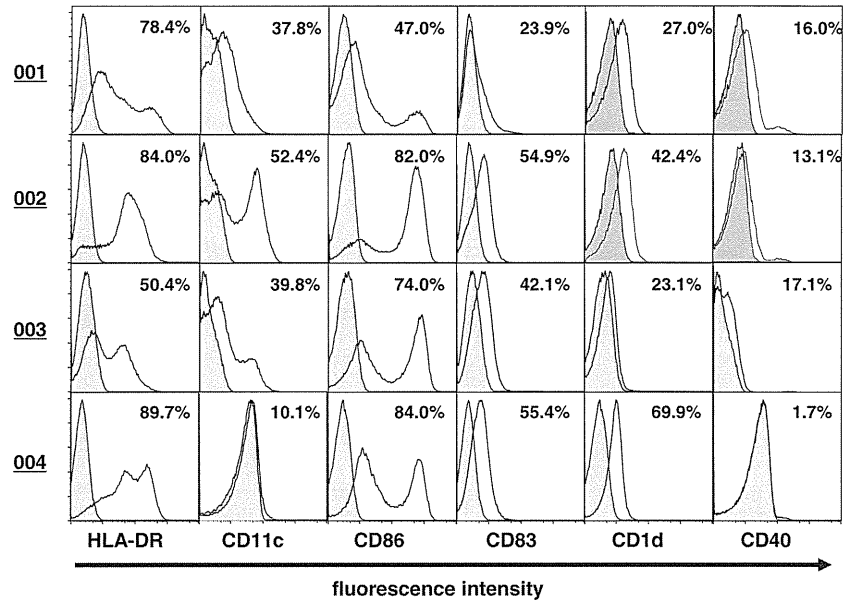 001 78.4% 37.8% 47.0% 23.9% 27.0% 16.0%
002 84.0% 52.4% 82.0% 54.9% 42.4% 13.1%
003 50.4% 39.8% 74.0% 42.1% 23.1% 17.1%
004 89.7% 10.1% 84.0% 55.4% 69.9% 1.7%
HLA-DR CD11c CD86 CD83 CD1d CD40
fluorescence intensity